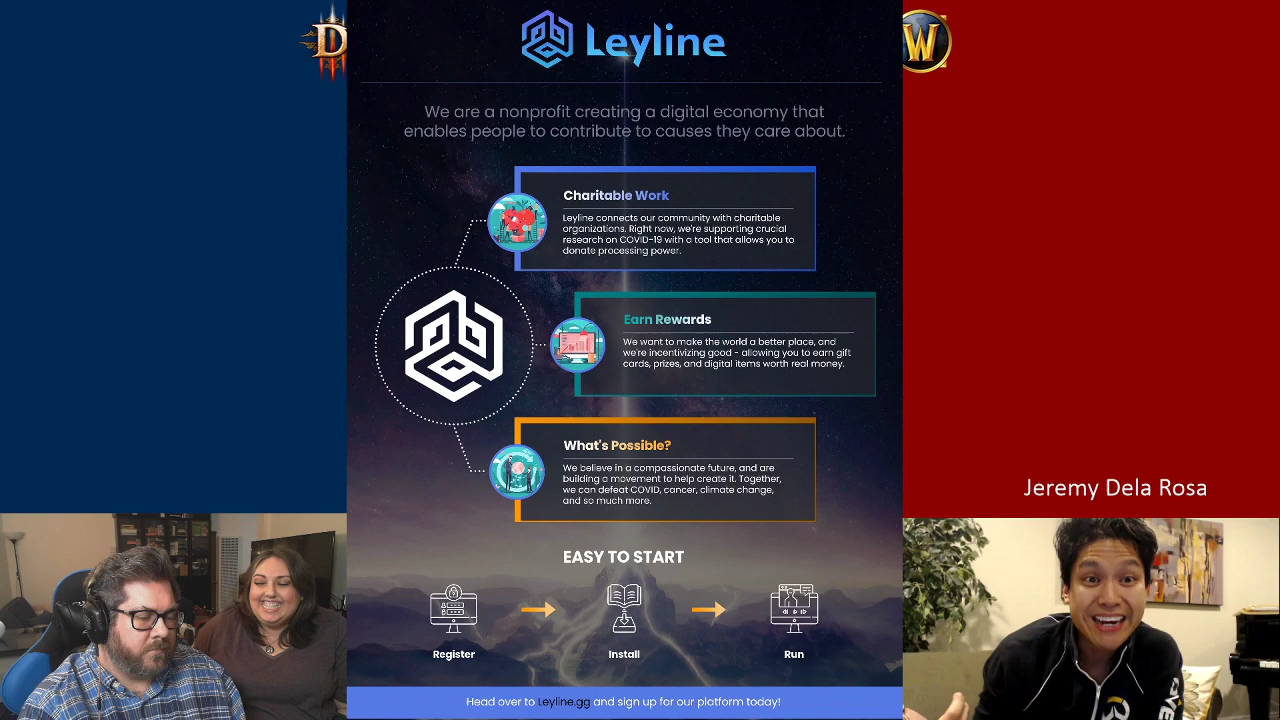 Leyline
We are a nonprofit creating a digital economy that
enables people to contribute to causes they care about.
Charitable Work
Leyline connects our community with charitable
organizations. Right now, we're supporting crucial
research on COVID-19 with a tool that allows you to
donate processing power.
Earn Rewards
We want to make the world a better place, and
we're incentivizing good - allowing you to earn gift
cards, prizes, and digital items worth real money.
What's Possible?
We believe in a compassionate future, and are
building a movement to help create it. Together,
we can defeat COVID, cancer, climate change,
and so much more.
EASY TO START
Register
Install
Run
Head over to Leyline.gg and sign up for our platform today!
D
W
Jeremy Dela Rosa